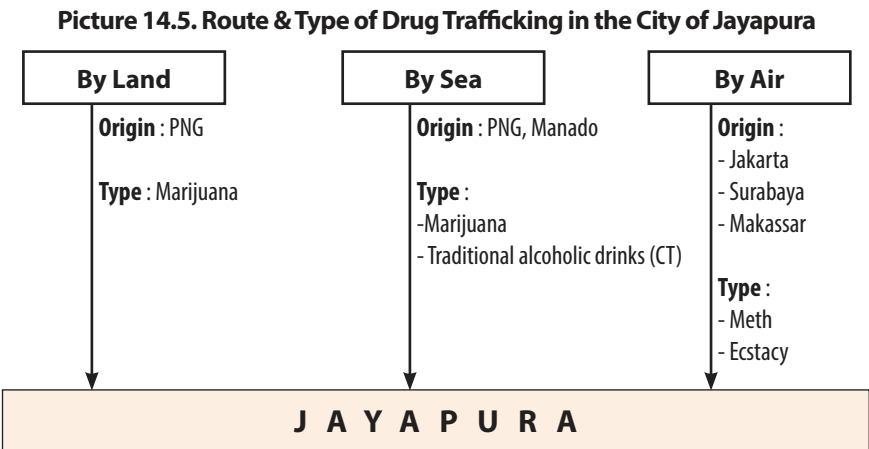 Picture 14.5. Route & Type of Drug Trafficking in the City of Jayapura
By Land
Origin : PNG
Type : Marijuana
By Sea
Origin : PNG, Manado
Type :
-Marijuana
- Traditional alcoholic drinks (CT)
By Air
Origin :
- Jakarta
- Surabaya
- Makassar
Type :
- Meth
- Ecstacy
J A Y A P U R A